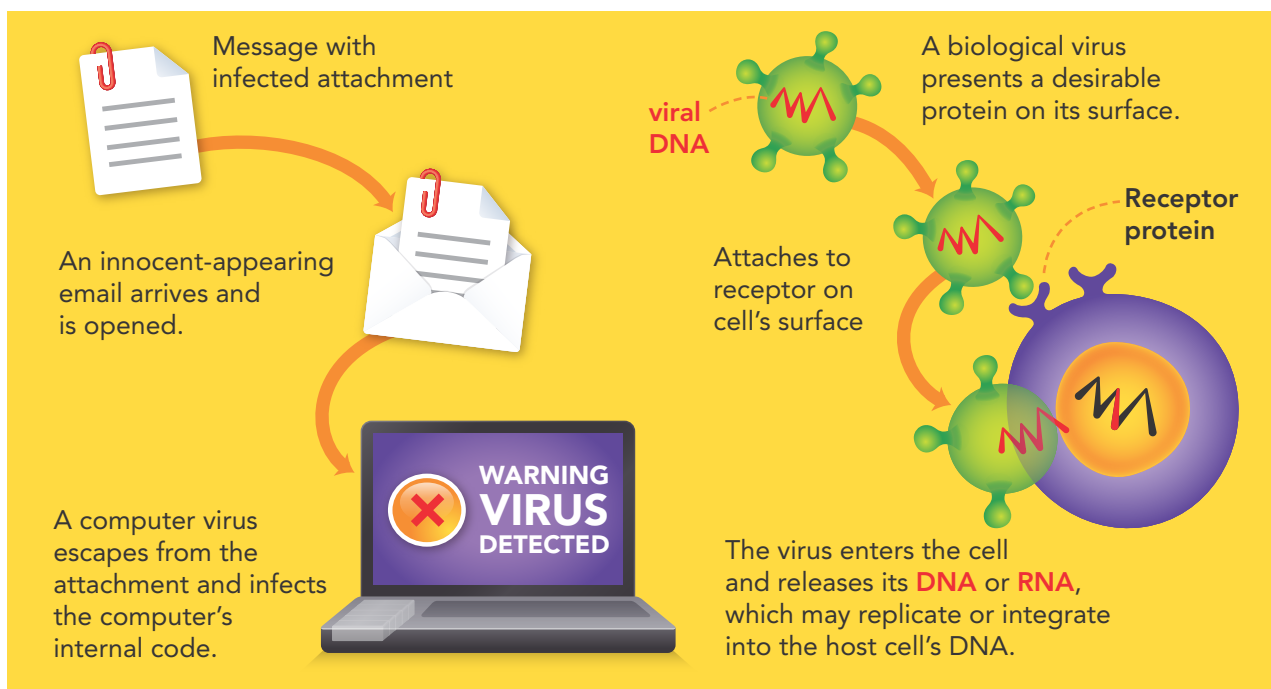 Message with
infected attachment
An innocent-appearing
email arrives and
is opened.
WARNING
VIRUS
DETECTED
A computer virus
escapes from the
attachment and infects
the computer's
internal code.
A biological virus
presents a desirable
protein on its surface.
viral
DNA
Receptor
protein
Attaches to
receptor on
cell's surface
The virus enters the cell
and releases its DNA or RNA,
which may replicate or integrate
into the host cell's DNA.